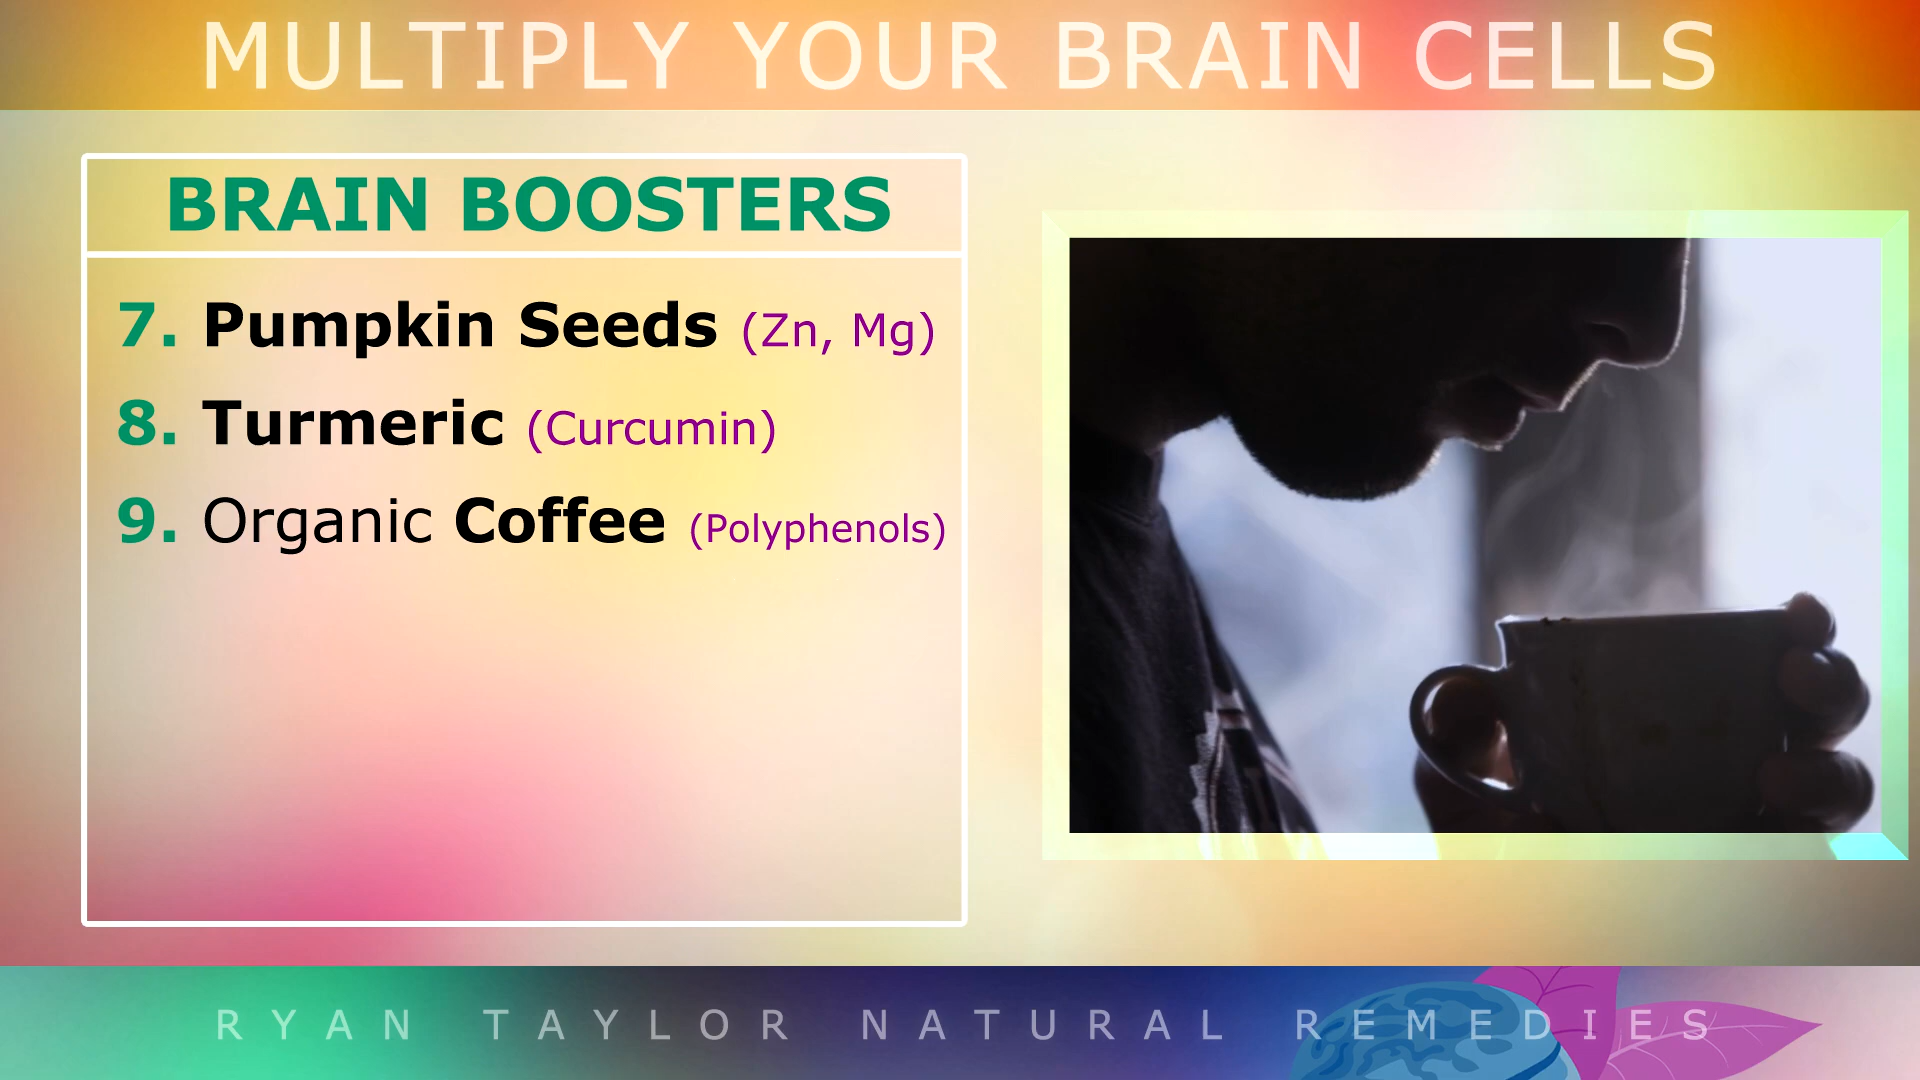 MULTIPLY YOUR BRAIN CELLS
BRAIN BOOSTERS
7. Pumpkin Seeds (Zn, Mg)
8. Turmeric (Curcumin)
9. Organic Coffee (Polyphenols)
RYAN TAYLOR NATURAL REMEDIES